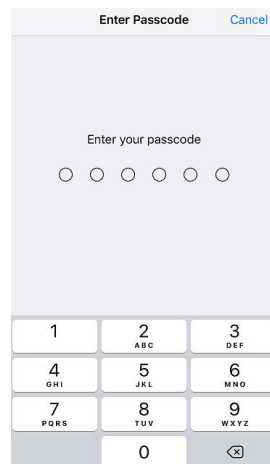 Enter Passcode Cancel
Enter your passcode
1 2 3
ABC DEF
4 5 6
GHI JKL MNO
7 8 9
PQRS TUV WXYZ
0